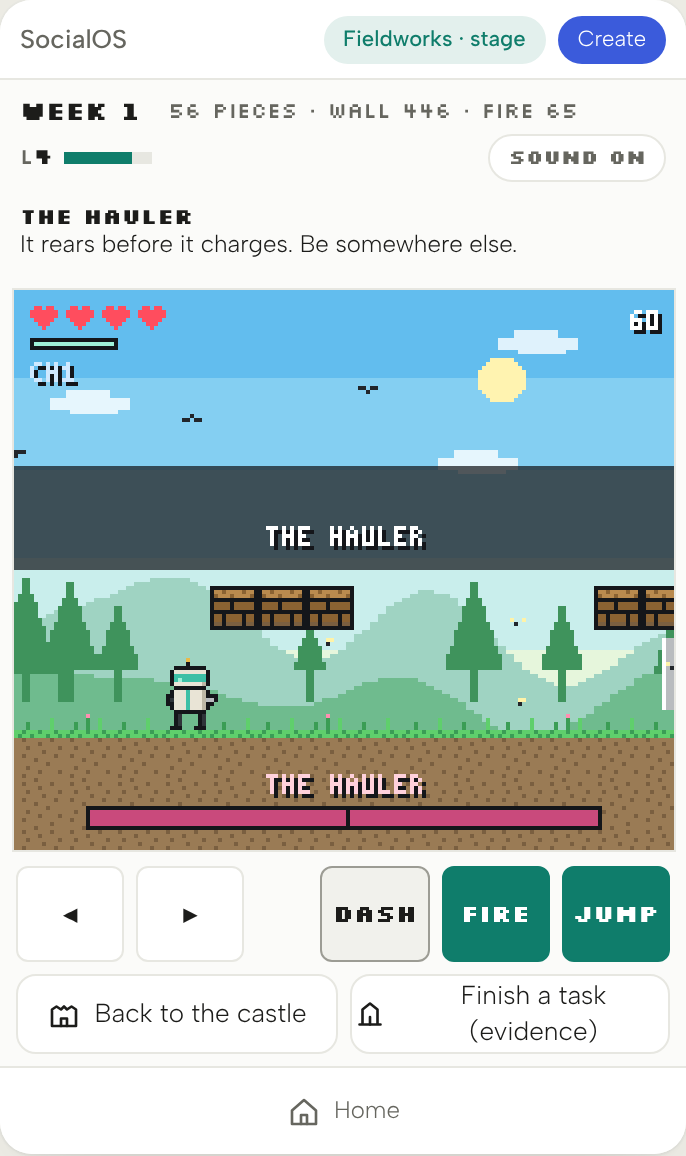 SocialOS
Fieldworks · stage
Create
WEEK 1
56 PIECES · WALL 446 · FIRE 65
L4
SOUND ON
THE HAULER
It rears before it charges. Be somewhere else.
60
CH1
THE HAULER
THE HAULER
◄
►
DASH
FIRE
JUMP
Back to the castle
Finish a task
(evidence)
Home